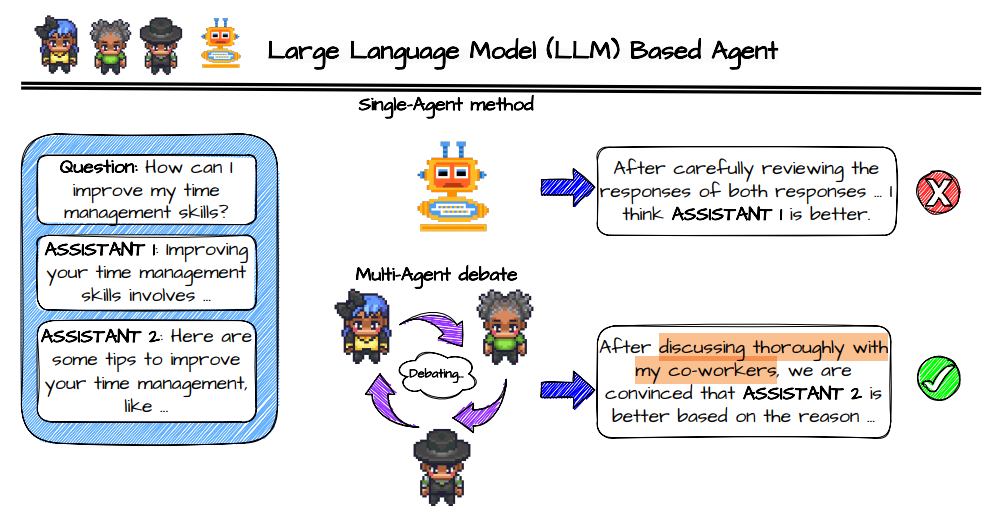 Large Language Model (LLM) Based Agent
Single-Agent method
Question: How can I
improve my time
management skills?
ASSISTANT 1: Improving
your time management
skills involves ...
ASSISTANT 2: Here are
some tips to improve
your time management,
like ...
After carefully reviewing the
responses of both responses ... I
think ASSISTANT 1 is better.
X
Multi-Agent debate
Debating...
After discussing thoroughly with
my co-workers, we are
convinced that ASSISTANT 2 is
better based on the reason ...